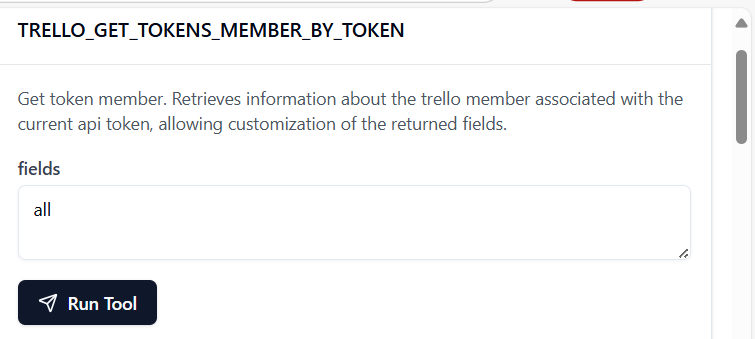 TRELLO_GET_TOKENS_MEMBER_BY_TOKEN
Get token member. Retrieves information about the trello member associated with the
current api token, allowing customization of the returned fields.
fields
all
Run Tool